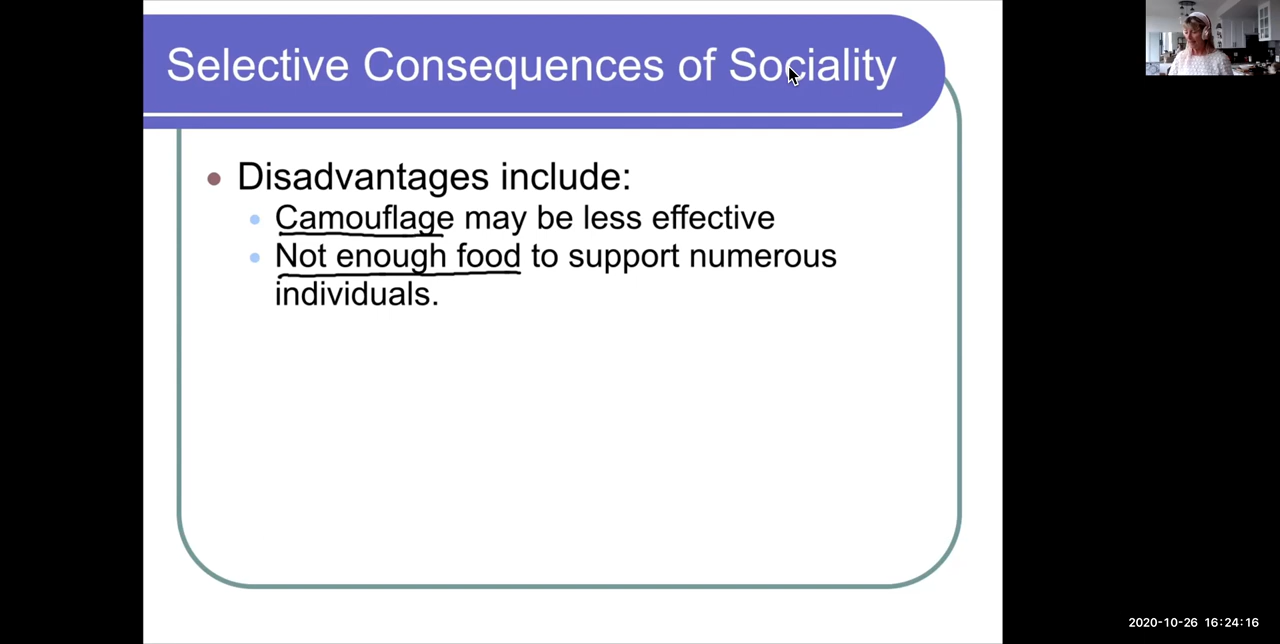 Selective Consequences of Sociality
Disadvantages include:
Camouflage may be less effective
Not enough food to support numerous
individuals.
2020-10-26 16:24:16